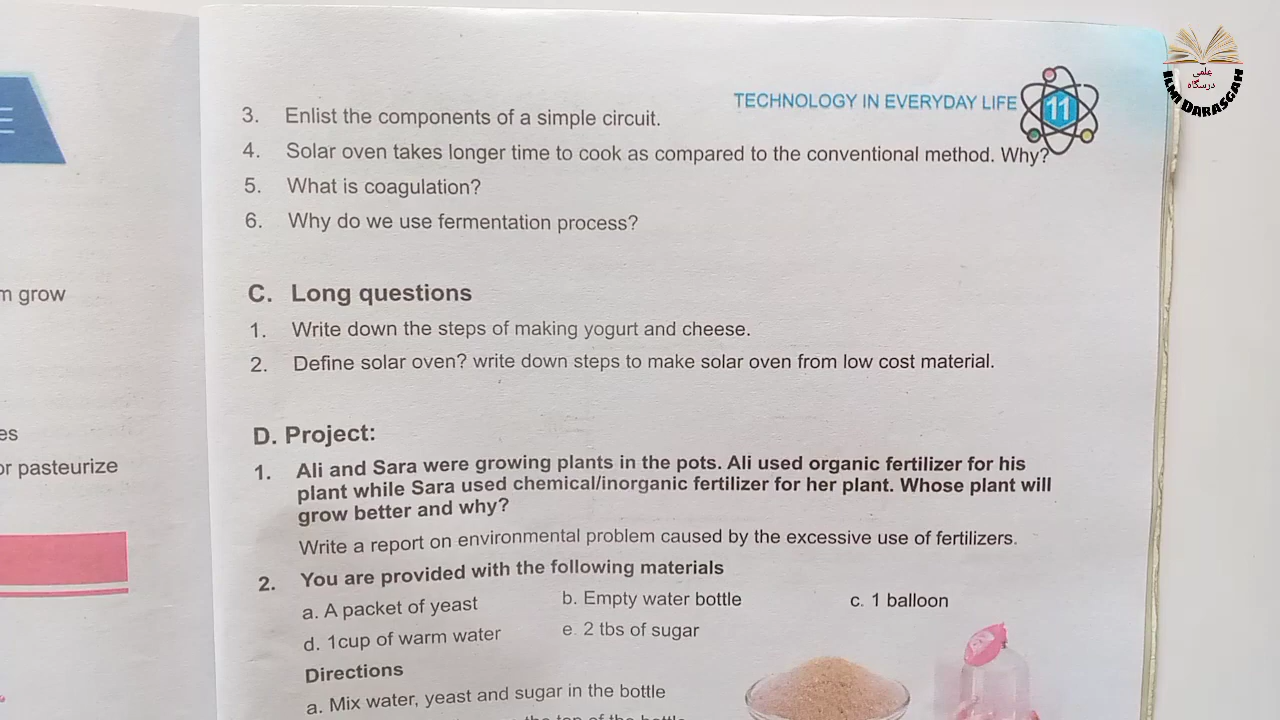 TECHNOLOGY IN EVERYDAY LIFE 11
علمی
درسگاہ
ILMI DARASGAH
3. Enlist the components of a simple circuit.
4. Solar oven takes longer time to cook as compared to the conventional method. Why?
5. What is coagulation?
6. Why do we use fermentation process?
m grow
C. Long questions
1. Write down the steps of making yogurt and cheese.
2. Define solar oven? write down steps to make solar oven from low cost material.
es
or pasteurize
D. Project:
1. Ali and Sara were growing plants in the pots. Ali used organic fertilizer for his
plant while Sara used chemical/inorganic fertilizer for her plant. Whose plant will
grow better and why?
Write a report on environmental problem caused by the excessive use of fertilizers.
2. You are provided with the following materials
a. A packet of yeast b. Empty water bottle c. 1 balloon
d. 1cup of warm water e. 2 tbs of sugar
Directions
a. Mix water, yeast and sugar in the bottle